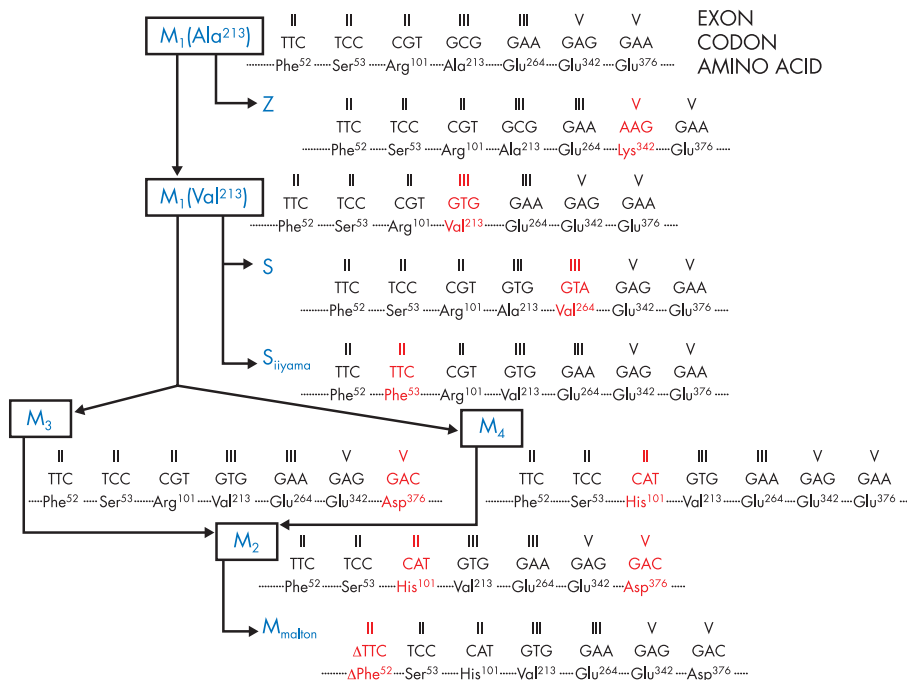 M₁(Ala²¹³)
II II II III III V V EXON
TTC TCC CGT GCG GAA GAG GAA CODON
Phe⁵² Ser⁵³ Arg¹⁰¹ Ala²¹³ Glu²⁶⁴ Glu³⁴² Glu³⁷⁶ AMINO ACID
Z
II II II III III V V
TTC TCC CGT GCG GAA AAG GAA
Phe⁵² Ser⁵³ Arg¹⁰¹ Ala²¹³ Glu²⁶⁴ Lys³⁴² Glu³⁷⁶
M₁(Val²¹³)
II II II III III V V
TTC TCC CGT GTG GAA GAG GAA
Phe⁵² Ser⁵³ Arg¹⁰¹ Val²¹³ Glu²⁶⁴ Glu³⁴² Glu³⁷⁶
S
II II II III III V V
TTC TCC CGT GTG GTA GAG GAA
Phe⁵² Ser⁵³ Arg¹⁰¹ Ala²¹³ Val²⁶⁴ Glu³⁴² Glu³⁷⁶
Siiyama
II II II III III V V
TTC TTC CGT GTG GAA GAG GAA
Phe⁵² Phe⁵³ Arg¹⁰¹ Val²¹³ Glu²⁶⁴ Glu³⁴² Glu³⁷⁶
M₃
II II II III III V V
TTC TCC CGT GTG GAA GAG GAC
Phe⁵² Ser⁵³ Arg¹⁰¹ Val²¹³ Glu²⁶⁴ Glu³⁴² Asp³⁷⁶
M₄
II II II III III V V
TTC TCC CAT GTG GAA GAG GAA
Phe⁵² Ser⁵³ His¹⁰¹ Val²¹³ Glu²⁶⁴ Glu³⁴² Glu³⁷⁶
M₂
II II II III III V V
TTC TCC CAT GTG GAA GAG GAC
Phe⁵² Ser⁵³ His¹⁰¹ Val²¹³ Glu²⁶⁴ Glu³⁴² Asp³⁷⁶
Mmalton
II II II III III V V
ΔTTC TCC CAT GTG GAA GAG GAC
ΔPhe⁵² Ser⁵³ His¹⁰¹ Val²¹³ Glu²⁶⁴ Glu³⁴² Asp³⁷⁶